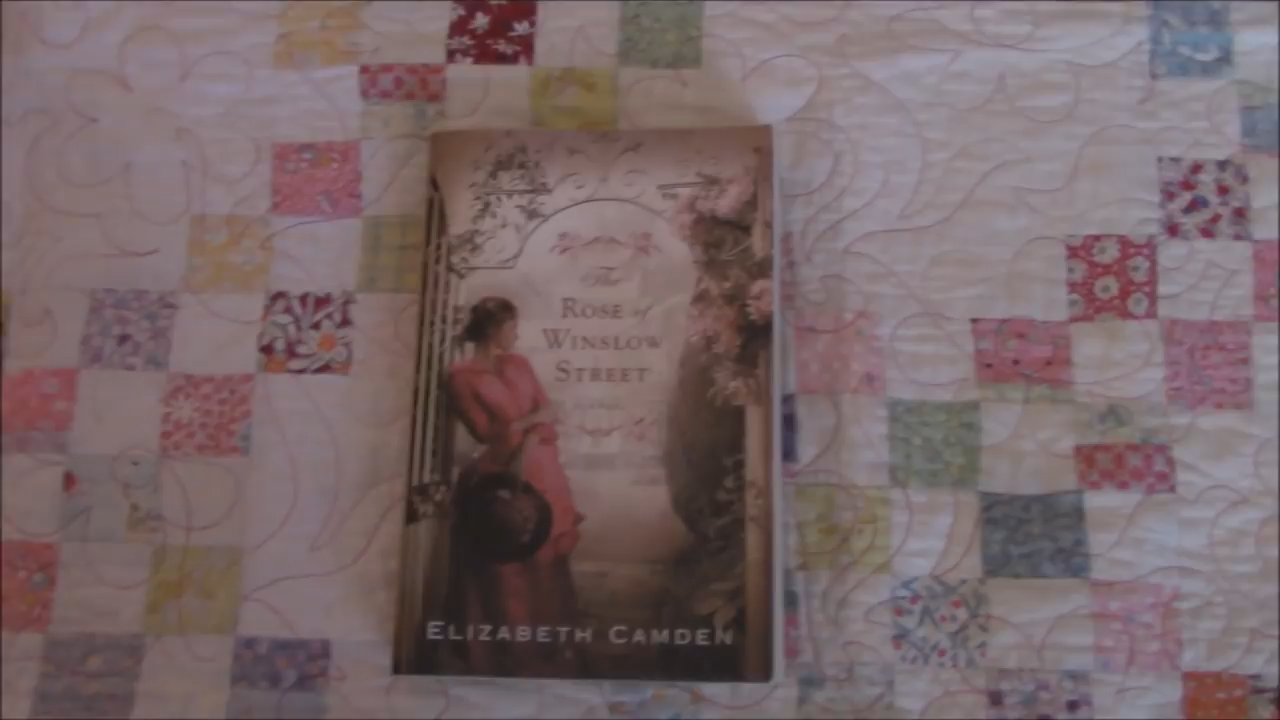 The
ROSE of
WINSLOW
STREET
ELIZABETH CAMDEN